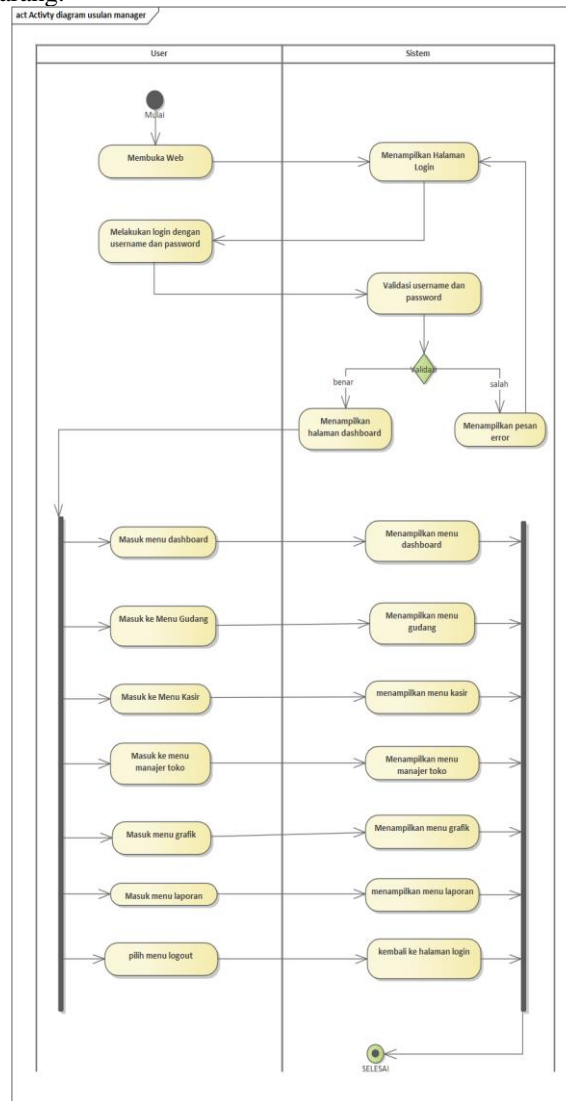 arang.
act Activty diagram usulan manager
User
Sistem
Mulai
Membuka Web
Menampilkan Halaman
Login
Melakukan login dengan
username dan password
Validasi username dan
password
Validasi
benar
salah
Menampilkan
halaman dashboard
Menampilkan pesan
error
Masuk menu dashboard
Menampilkan menu
dashboard
Masuk ke Menu Gudang
Menampilkan menu
gudang
Masuk ke Menu Kasir
menampilkan menu kasir
Masuk ke menu
manajer toko
Menampilkan menu
manajer toko
Masuk menu grafik
Menampilkan menu grafik
Masuk menu laporan
menampilkan menu laporan
pilih menu logout
kembali ke halaman login
SELESAI